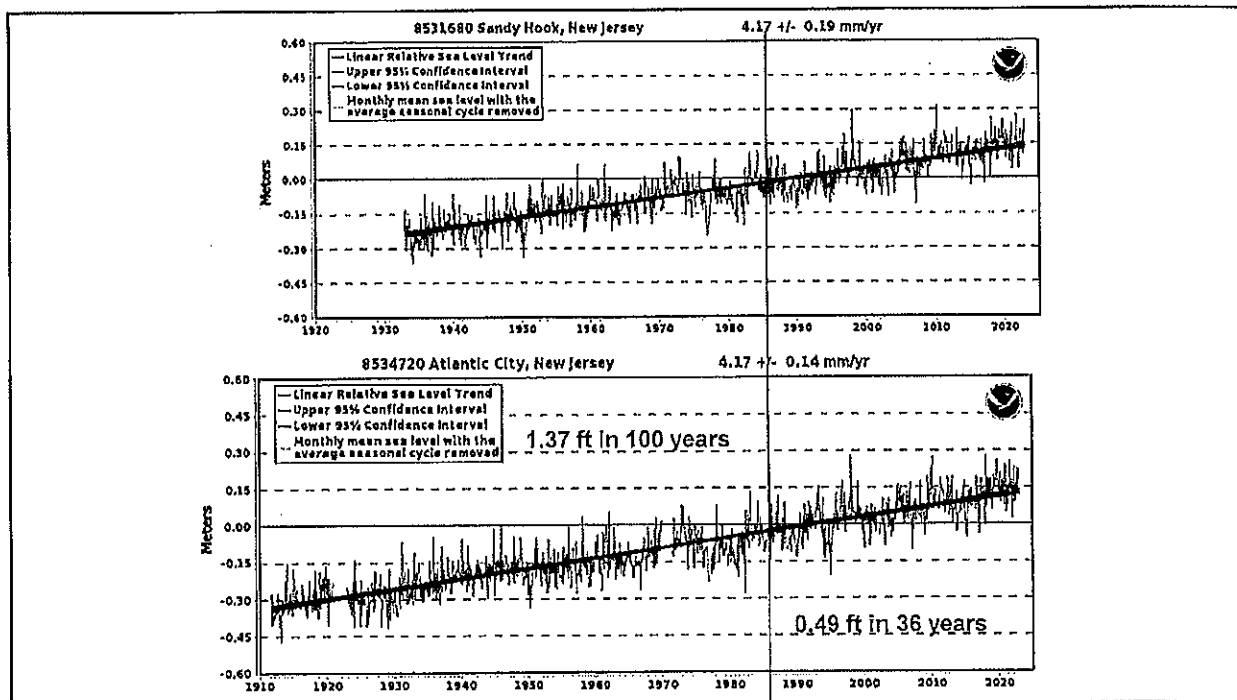 8531680 Sandy Hook, New Jersey 4.17 +/- 0.19 mm/yr
0.60
Linear Relative Sea Level Trend
Upper 95% Confidence Interval
Lower 95% Confidence Interval
Monthly mean sea level with the
average seasonal cycle removed
0.45
0.30
0.15
0.00
-0.15
-0.30
-0.45
-0.60
Meters
1920 1930 1940 1950 1960 1970 1980 1990 2000 2010 2020
8534720 Atlantic City, New Jersey 4.17 +/- 0.14 mm/yr
0.60
Linear Relative Sea Level Trend
Upper 95% Confidence Interval
Lower 95% Confidence Interval
Monthly mean sea level with the
average seasonal cycle removed
1.37 ft in 100 years
0.45
0.30
0.15
0.00
-0.15
-0.30
-0.45
-0.60
Meters
0.49 ft in 36 years
1910 1920 1930 1940 1950 1960 1970 1980 1990 2000 2010 2020